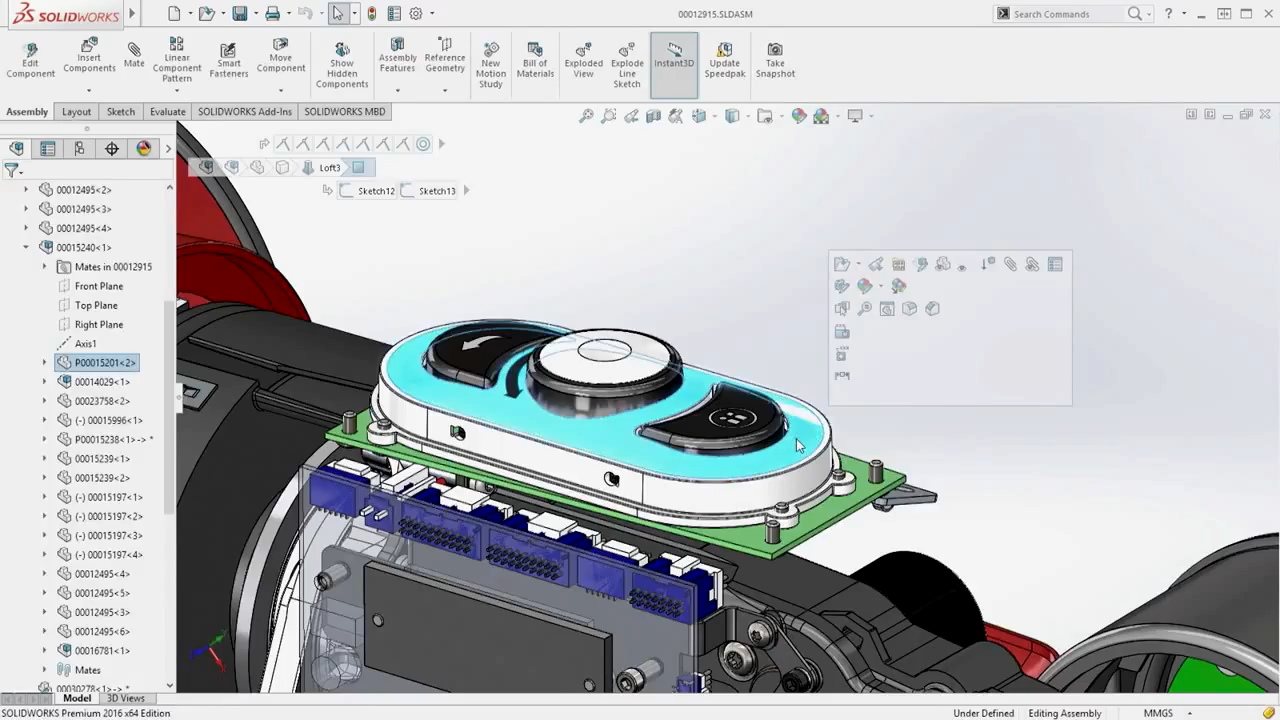 SOLIDWORKS
00012915.SLDASM
Search Commands
?
Edit Component
Insert Components
Mate
Linear Component Pattern
Smart Fasteners
Move Component
Show Hidden Components
Assembly Features
Reference Geometry
New Motion Study
Bill of Materials
Exploded View
Explode Line Sketch
Instant3D
Update Speedpak
Take Snapshot
Assembly Layout Sketch Evaluate SOLIDWORKS Add-Ins SOLIDWORKS MBD
Loft3
Sketch12 Sketch13
00012495<2>
00012495<3>
00012495<4>
00015240<1>
Mates in 00012915
Front Plane
Top Plane
Right Plane
Axis1
P00015201<2>
00014029<1>
00023758<2>
(-) 00015996<1>
P00015238<1> -> *
00015239<1>
00015239<2>
(-) 00015197<1>
(-) 00015197<2>
(-) 00015197<3>
(-) 00015197<4>
00012495<4>
00012495<5>
00012495<3>
00012495<6>
00016781<1>
Mates
00030278<1> -> *
Model 3D Views
SOLIDWORKS Premium 2016 x64 Edition
Under Defined Editing Assembly MMGS